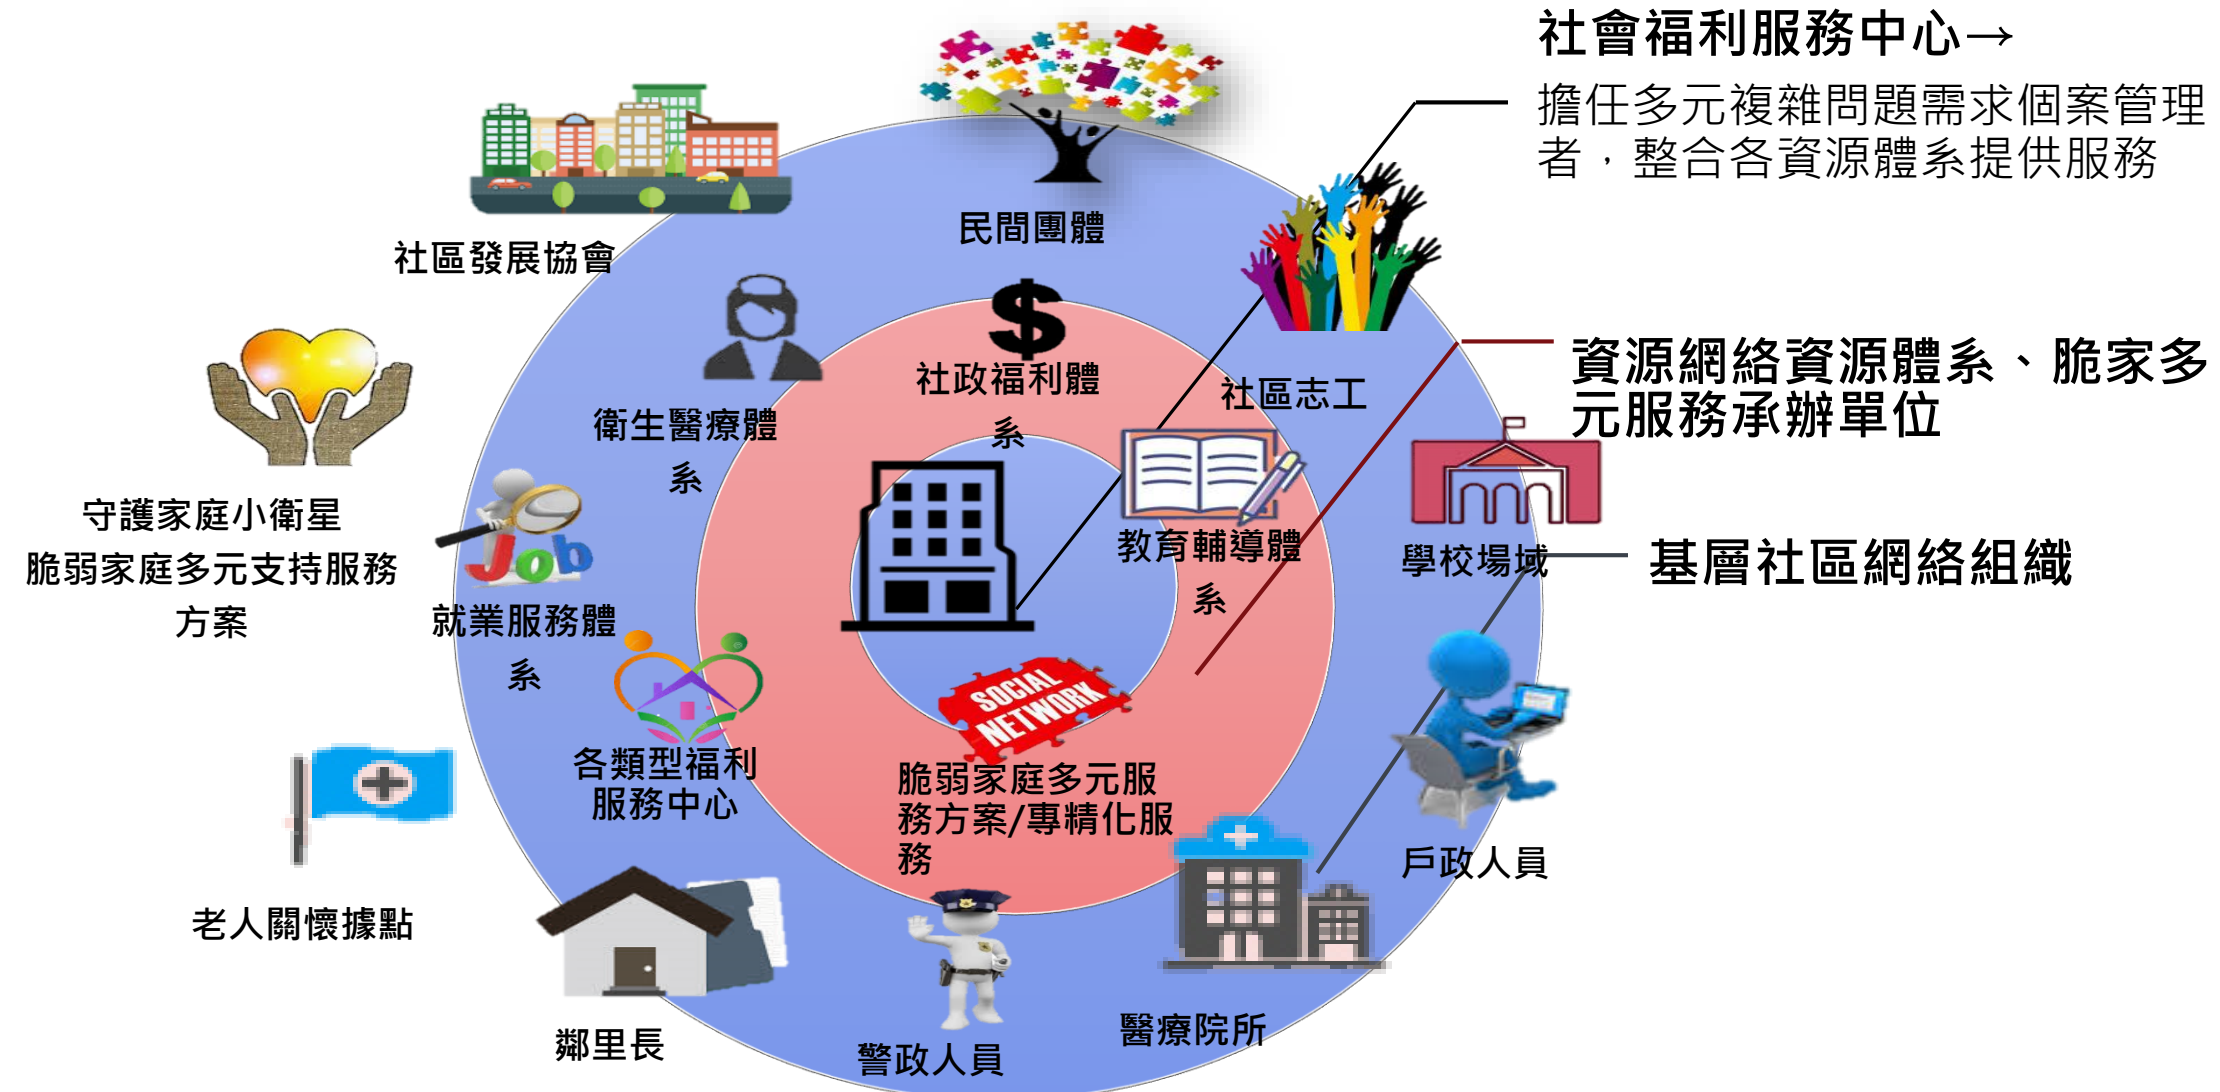 社會福利服務中心→
擔任多元複雜問題需求個案管理
者，整合各資源體系提供服務
民間團體
社區發展協會
資源網絡資源體系、脆家多
元服務承辦單位
社政福利體
系
社區志工
衛生醫療體
系
守護家庭小衛星
脆弱家庭多元支持服務
方案
Job
就業服務體
系
教育輔導體
系
學校場域
基層社區網絡組織
SOCIAL
NETWORK
各類型福利
服務中心
脆弱家庭多元服
務方案/專精化服
務
戶政人員
老人關懷據點
鄰里長
警政人員
醫療院所